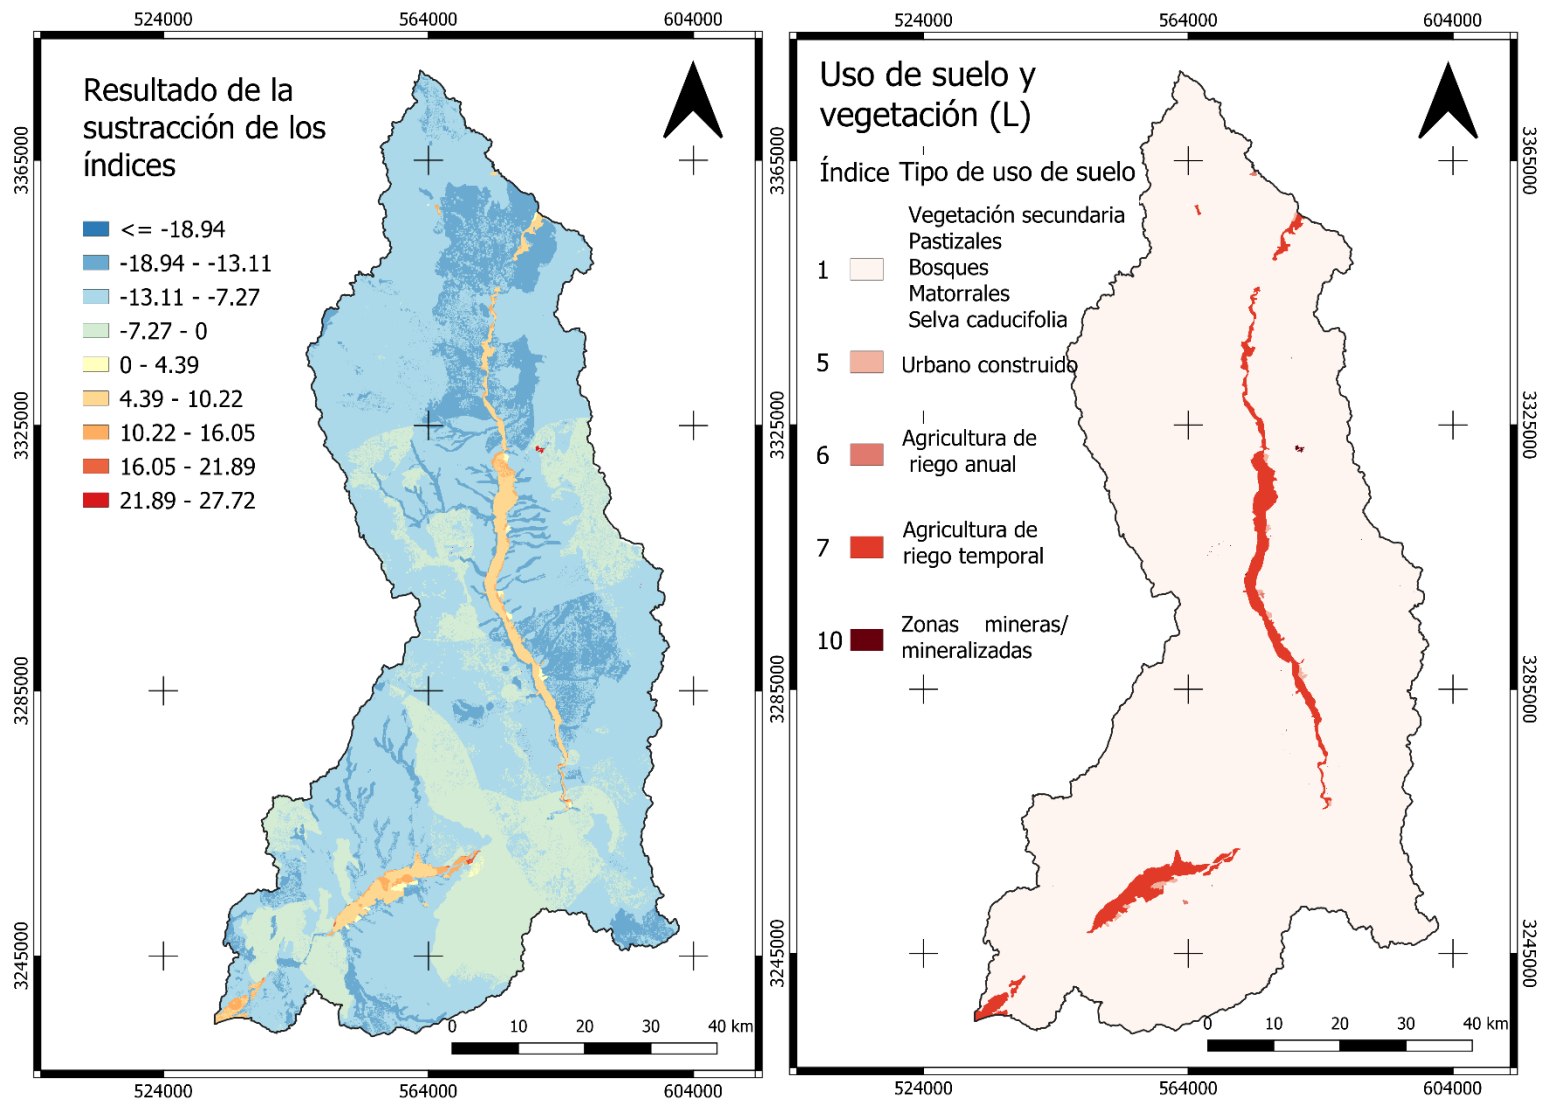 524000
564000
604000
Resultado de la
sustracción de los
índices
<= -18.94
-18.94 - -13.11
-13.11 - -7.27
-7.27 - 0
0 - 4.39
4.39 - 10.22
10.22 - 16.05
16.05 - 21.89
21.89 - 27.72
3365000
3325000
3285000
3245000
0 10 20 30 40 km
524000
564000
604000
524000
564000
604000
Uso de suelo y
vegetación (L)
Índice Tipo de uso de suelo
Vegetación secundaria
Pastizales
1 Bosques
Matorrales
Selva caducifolia
5 Urbano construido
Agricultura de
6 riego anual
Agricultura de
7 riego temporal
Zonas mineras/
10 mineralizadas
3365000
3325000
3285000
3245000
3365000
3325000
3285000
3245000
0 10 20 30 40 km
524000
564000
604000